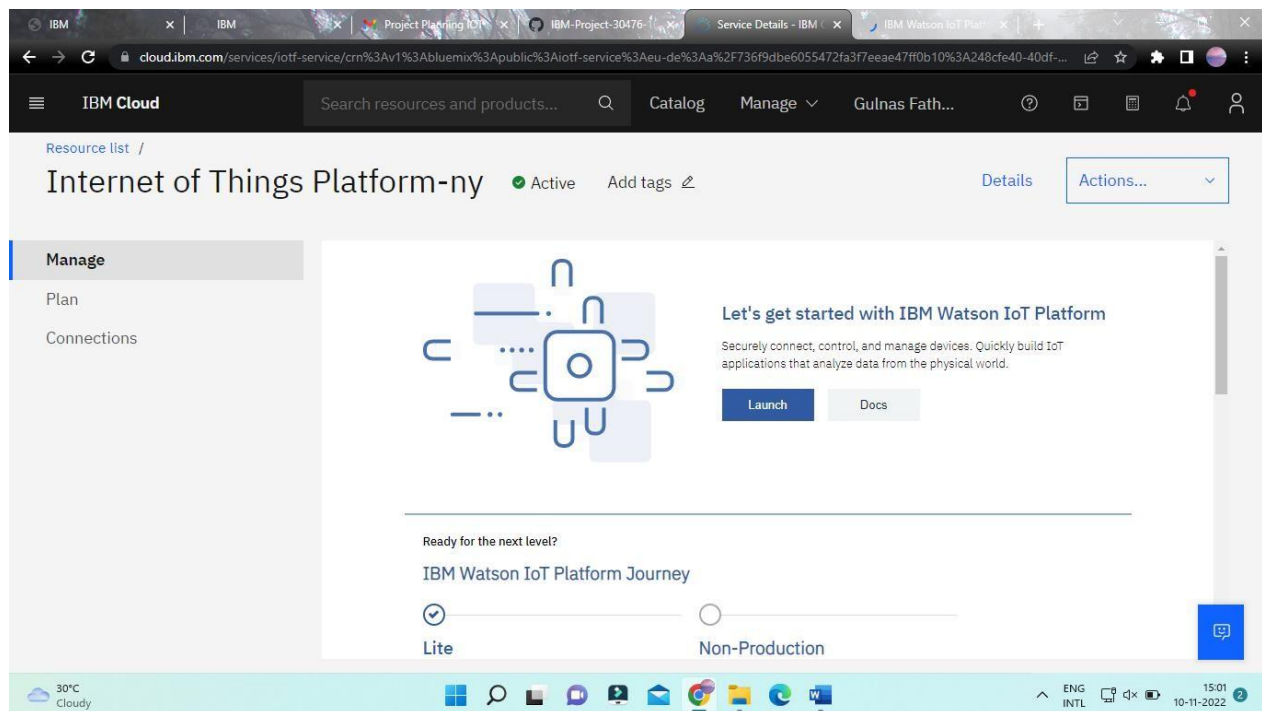 IBM
IBM
Project Planning IOT
IBM-Project-30476-1
Service Details - IBM C
IBM Watson IoT Plat
cloud.ibm.com/services/iotf-service/crn%3Av1%3Abluemix%3Apublic%3Aiotf-service%3Aeu-de%3Aa%2F736f9dbe6055472fa3f7eeae47ff0b10%3A248cfe40-40df-...
IBM Cloud
Search resources and products...
Catalog
Manage
Gulnas Fath...
Resource list /
Internet of Things Platform-ny
Active
Add tags
Details
Actions...
Manage
Plan
Connections
Let's get started with IBM Watson IoT Platform
Securely connect, control, and manage devices. Quickly build IoT
applications that analyze data from the physical world.
Launch
Docs
Ready for the next level?
IBM Watson IoT Platform Journey
Lite
Non-Production
30°C
Cloudy
ENG
INTL
15:01
10-11-2022
2